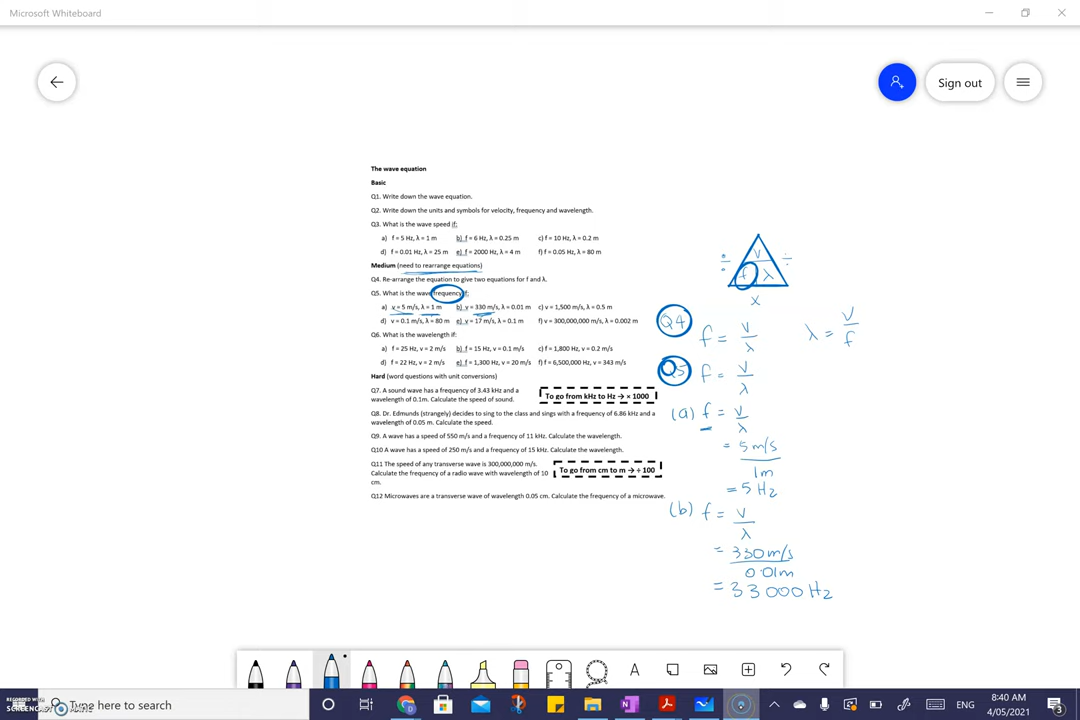 Microsoft Whiteboard
Sign out
The wave equation
Basic
Q1. Write down the wave equation.
Q2. Write down the units and symbols for velocity, frequency and wavelength.
Q3. What is the wave speed if:
a) f = 5 Hz, λ = 1 m b) f = 6 Hz, λ = 0.25 m c) f = 10 Hz, λ = 0.2 m
d) f = 0.01 Hz, λ = 25 m e) f = 2000 Hz, λ = 4 m f) f = 0.05 Hz, λ = 80 m
Medium (need to rearrange equations)
Q4. Re-arrange the equation to give two equations for f and λ.
Q5. What is the wave frequency if:
a) v = 5 m/s, λ = 1 m b) v = 330 m/s, λ = 0.01 m c) v = 1,500 m/s, λ = 0.5 m
d) v = 0.1 m/s, λ = 80 m e) v = 17 m/s, λ = 0.1 m f) v = 300,000,000 m/s, λ = 0.002 m
Q6. What is the wavelength if:
a) f = 25 Hz, v = 2 m/s b) f = 15 Hz, v = 0.1 m/s c) f = 1,800 Hz, v = 0.2 m/s
d) f = 22 Hz, v = 2 m/s e) f = 1,300 Hz, v = 20 m/s f) f = 6,500,000 Hz, v = 343 m/s
Hard (word questions with unit conversions)
Q7. A sound wave has a frequency of 3.43 kHz and a
wavelength of 0.1m. Calculate the speed of sound.
To go from kHz to Hz → × 1000
Q8. Dr. Edmunds (strangely) decides to sing to the class and sings with a frequency of 6.86 kHz and a
wavelength of 0.05 m. Calculate the speed.
Q9. A wave has a speed of 550 m/s and a frequency of 11 kHz. Calculate the wavelength.
Q10 A wave has a speed of 250 m/s and a frequency of 15 kHz. Calculate the wavelength.
Q11 The speed of any transverse wave is 300,000,000 m/s.
Calculate the frequency of a radio wave with wavelength of 10
cm.
To go from cm to m → ÷ 100
Q12 Microwaves are a transverse wave of wavelength 0.05 cm. Calculate the frequency of a microwave.
÷ v ÷
f λ
x
Q4
f = v
λ
λ = v
f
Q5
f = v
λ
(a) f = v
λ
= 5 m/s
1m
= 5 Hz
(b) f = v
λ
= 330 m/s
0.01m
= 33000 Hz
A
RECORDED WITH
SCREENCAST
Type here to search
ENG
8:40 AM
4/05/2021
3